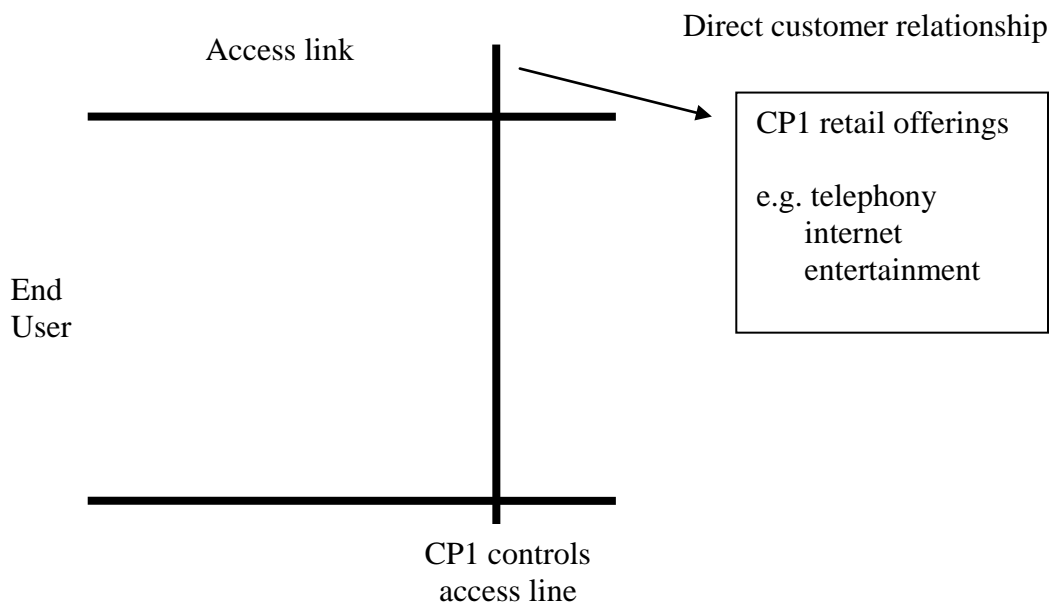 Direct customer relationship
Access link
CP1 retail offerings
e.g. telephony
internet
entertainment
End
User
CP1 controls
access line